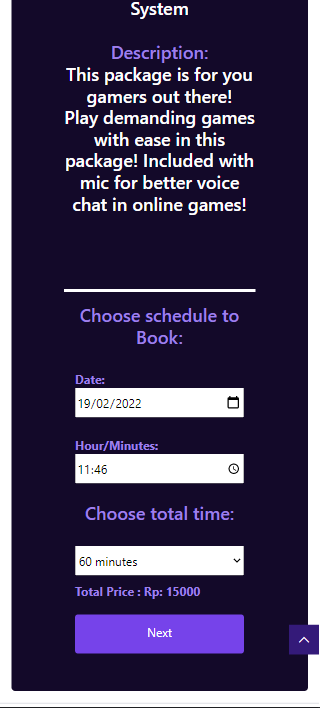 System
Description:
This package is for you
gamers out there!
Play demanding games
with ease in this
package! Included with
mic for better voice
chat in online games!
Choose schedule to
Book:
Date:
19/02/2022
Hour/Minutes:
11:46
Choose total time:
60 minutes
Total Price : Rp: 15000
Next